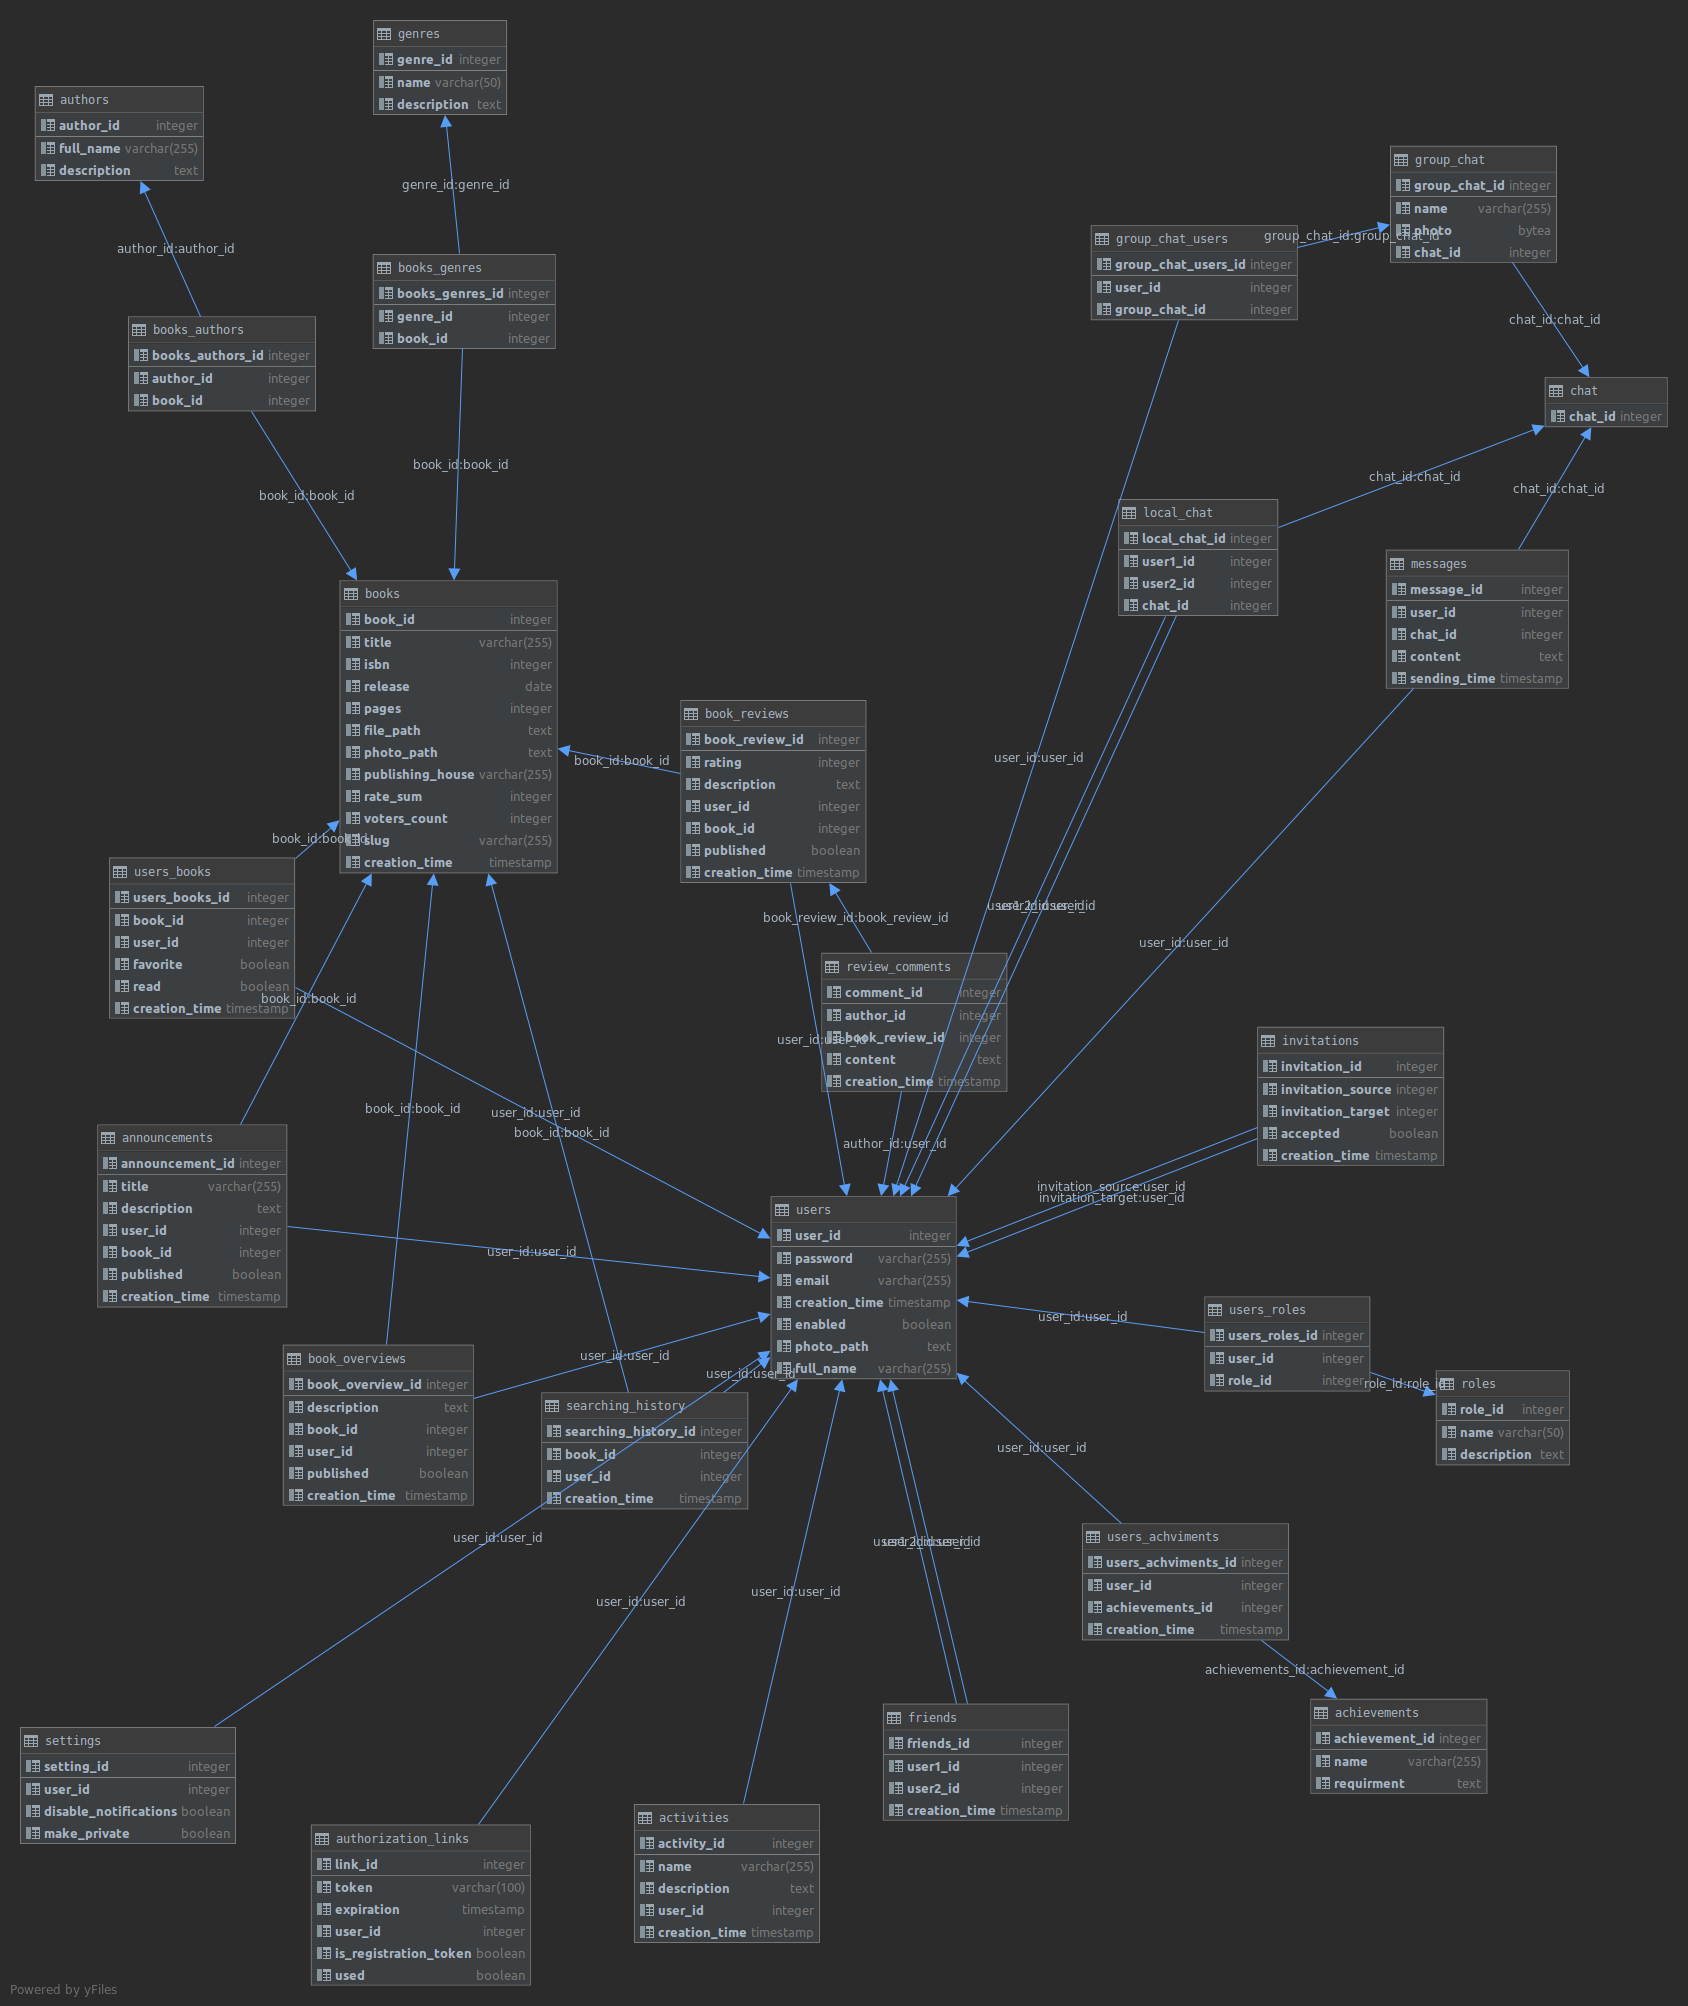 genres
genre_id integer
name varchar(50)
description text
authors
author_id integer
full_name varchar(255)
description text
genre_id:genre_id
author_id:author_id
books_genres
books_genres_id integer
genre_id integer
book_id integer
books_authors
books_authors_id integer
author_id integer
book_id integer
book_id:book_id
book_id:book_id
group_chat
group_chat_id integer
name varchar(255)
photo bytea
chat_id integer
group_chat_users
group_chat_users_id integer
user_id integer
group_chat_id integer
group_chat_id:group_chat_id
chat_id:chat_id
chat
chat_id integer
chat_id:chat_id
chat_id:chat_id
local_chat
local_chat_id integer
user1_id integer
user2_id integer
chat_id integer
messages
message_id integer
user_id integer
chat_id integer
content text
sending_time timestamp
books
book_id integer
title varchar(255)
isbn integer
release date
pages integer
file_path text
photo_path text
publishing_house varchar(255)
rate_sum integer
voters_count integer
slug varchar(255)
creation_time timestamp
book_reviews
book_review_id integer
rating integer
description text
user_id integer
book_id integer
published boolean
creation_time timestamp
book_id:book_id
user_id:user_id
book_id:book_id
users_books
users_books_id integer
book_id integer
user_id integer
favorite boolean
read boolean
creation_time timestamp
book_review_id:book_review_id
user_id:user_id
review_comments
comment_id integer
author_id integer
book_review_id integer
content text
creation_time timestamp
book_id:book_id
user_id:user_id
invitations
invitation_id integer
invitation_source integer
invitation_target integer
accepted boolean
creation_time timestamp
book_id:book_id
user_id:user_id
book_id:book_id
author_id:user_id
announcements
announcement_id integer
title varchar(255)
description text
user_id integer
book_id integer
published boolean
creation_time timestamp
invitation_source:user_id
invitation_target:user_id
user_id:user_id
users
user_id integer
password varchar(255)
email varchar(255)
creation_time timestamp
enabled boolean
photo_path text
full_name varchar(255)
user_id:user_id
users_roles
users_roles_id integer
user_id integer
role_id integer
role_id:role_id
roles
role_id integer
name varchar(50)
description text
book_overviews
book_overview_id integer
description text
book_id integer
user_id integer
published boolean
creation_time timestamp
user_id:user_id
user_id:user_id
searching_history
searching_history_id integer
book_id integer
user_id integer
creation_time timestamp
user_id:user_id
user_id:user_id
user_id:user_id
user_id:user_id
users_achviments
users_achviments_id integer
user_id integer
achievements_id integer
creation_time timestamp
achievements_id:achievement_id
achievements
achievement_id integer
name varchar(255)
requirment text
friends
friends_id integer
user1_id integer
user2_id integer
creation_time timestamp
settings
setting_id integer
user_id integer
disable_notifications boolean
make_private boolean
authorization_links
link_id integer
token varchar(100)
expiration timestamp
user_id integer
is_registration_token boolean
used boolean
activities
activity_id integer
name varchar(255)
description text
user_id integer
creation_time timestamp
Powered by yFiles